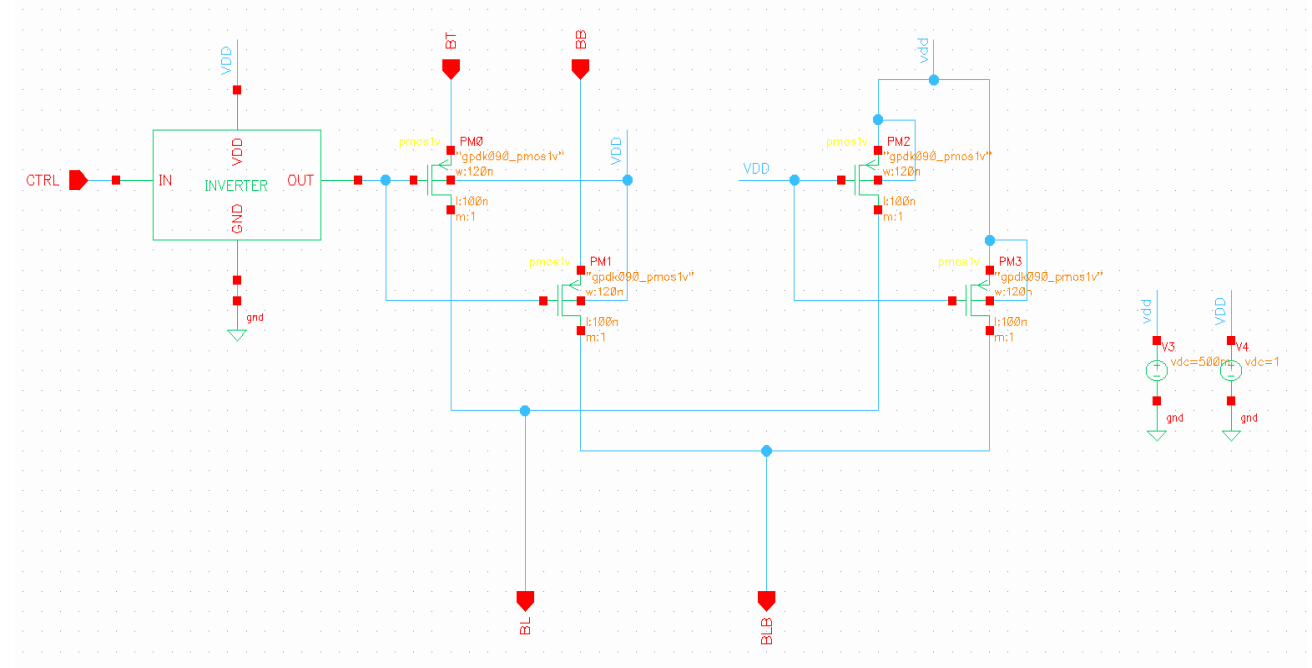 BT
BB
VDD
vdd
pmos1v
PM0
"gpdk090_pmos1v"
w:120n
l:100n
m:1
VDD
pmos1v
PM2
"gpdk090_pmos1v"
w:120n
l:100n
m:1
CTRL
IN
VDD
INVERTER
OUT
GND
gnd
VDD
pmos1v
PM1
"gpdk090_pmos1v"
w:120n
l:100n
m:1
pmos1v
PM3
"gpdk090_pmos1v"
w:120n
l:100n
m:1
vdd
V3
vdc=500m
gnd
VDD
V4
vdc=1
gnd
BL
BLB